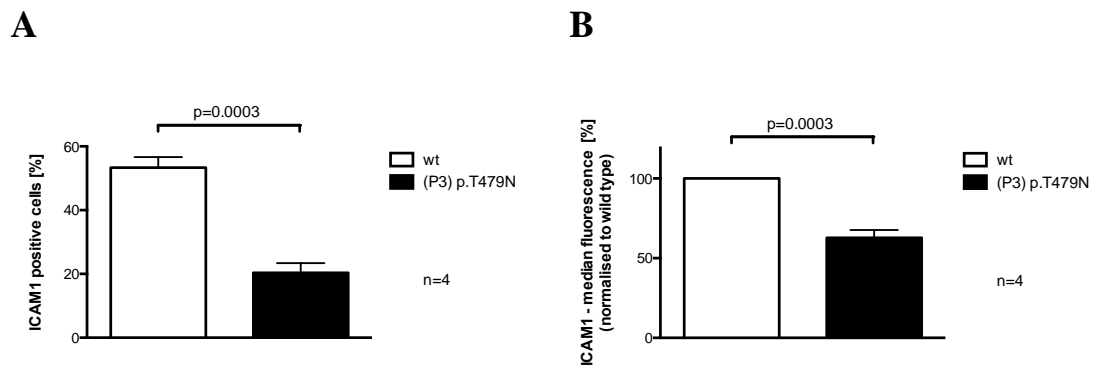 A
p=0.0003
ICAM1 positive cells [%]
60
40
20
0
wt
(P3) p.T479N
n=4
B
p=0.0003
ICAM1 - median fluorescence [%]
(normalised to wild type)
100
50
0
wt
(P3) p.T479N
n=4